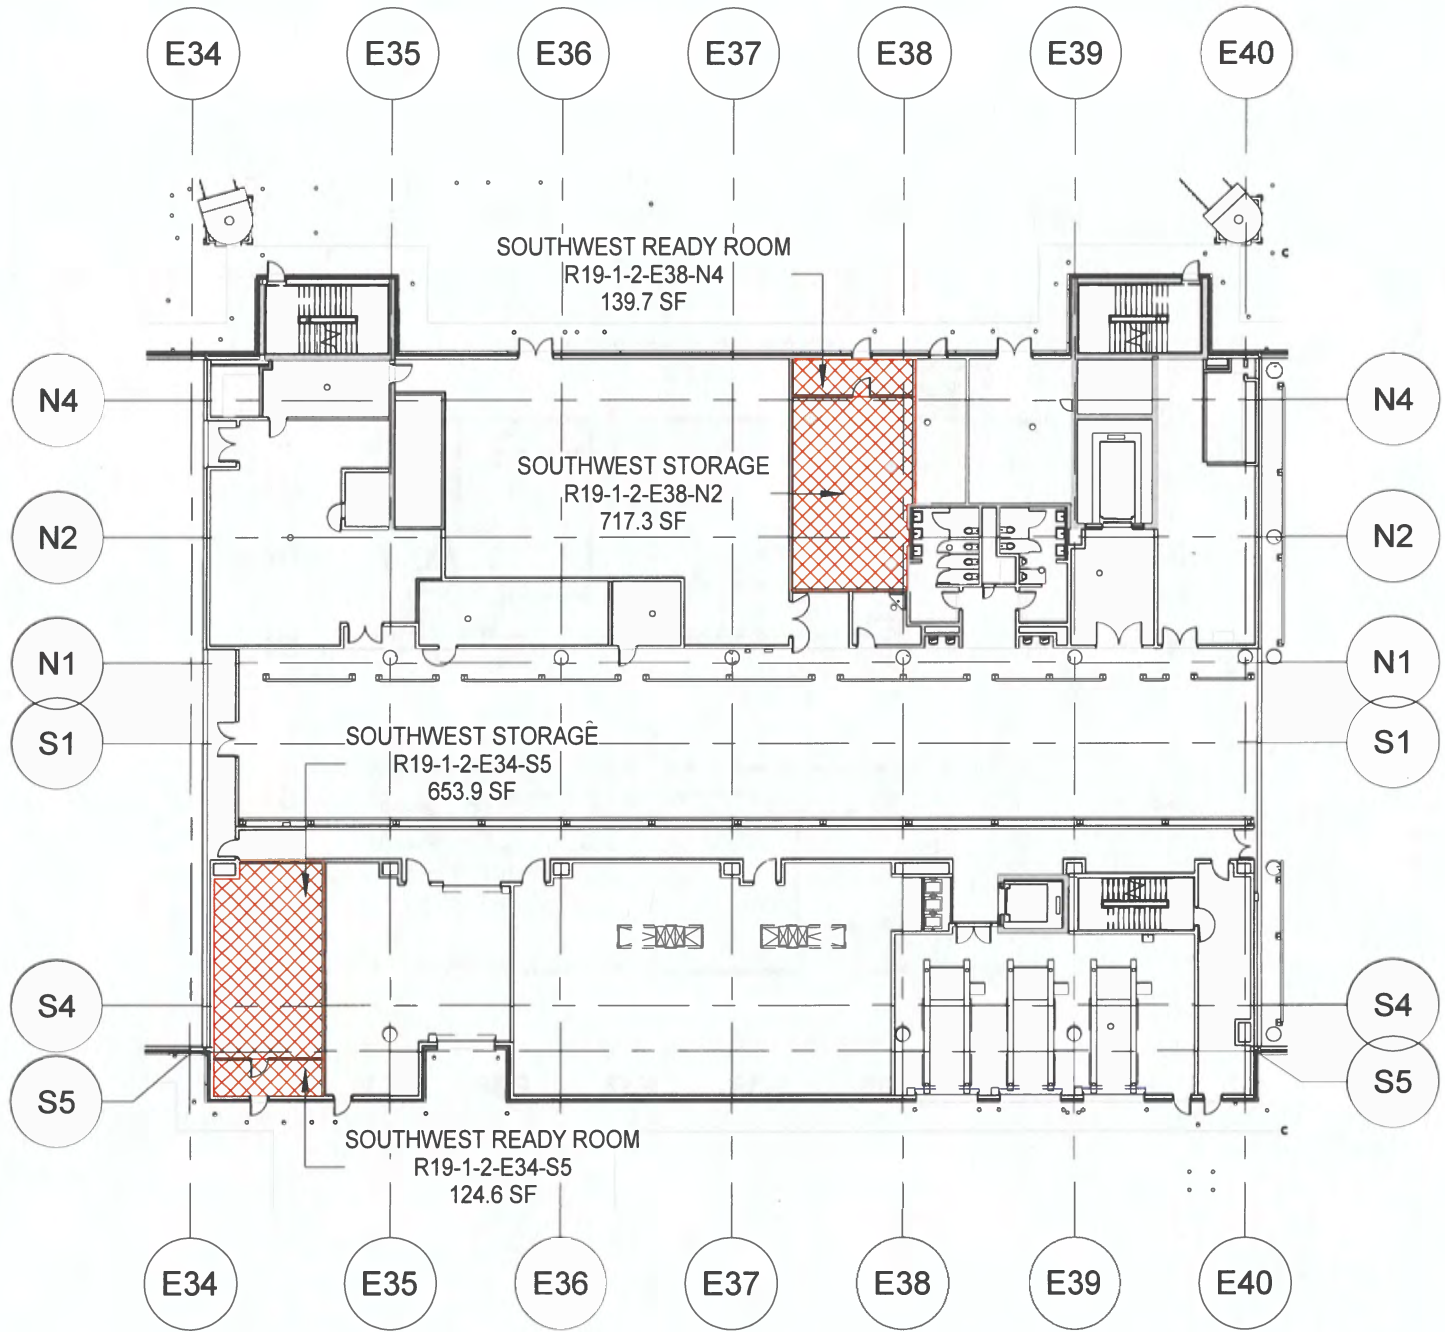 E34 E35 E36 E37 E38 E39 E40
SOUTHWEST READY ROOM
R19-1-2-E38-N4
139.7 SF
N4 N4
SOUTHWEST STORAGE
R19-1-2-E38-N2
717.3 SF
N2 N2
N1 N1
S1 S1
SOUTHWEST STORAGE
R19-1-2-E34-S5
653.9 SF
S4 S4
S5 S5
SOUTHWEST READY ROOM
R19-1-2-E34-S5
124.6 SF
E34 E35 E36 E37 E38 E39 E40